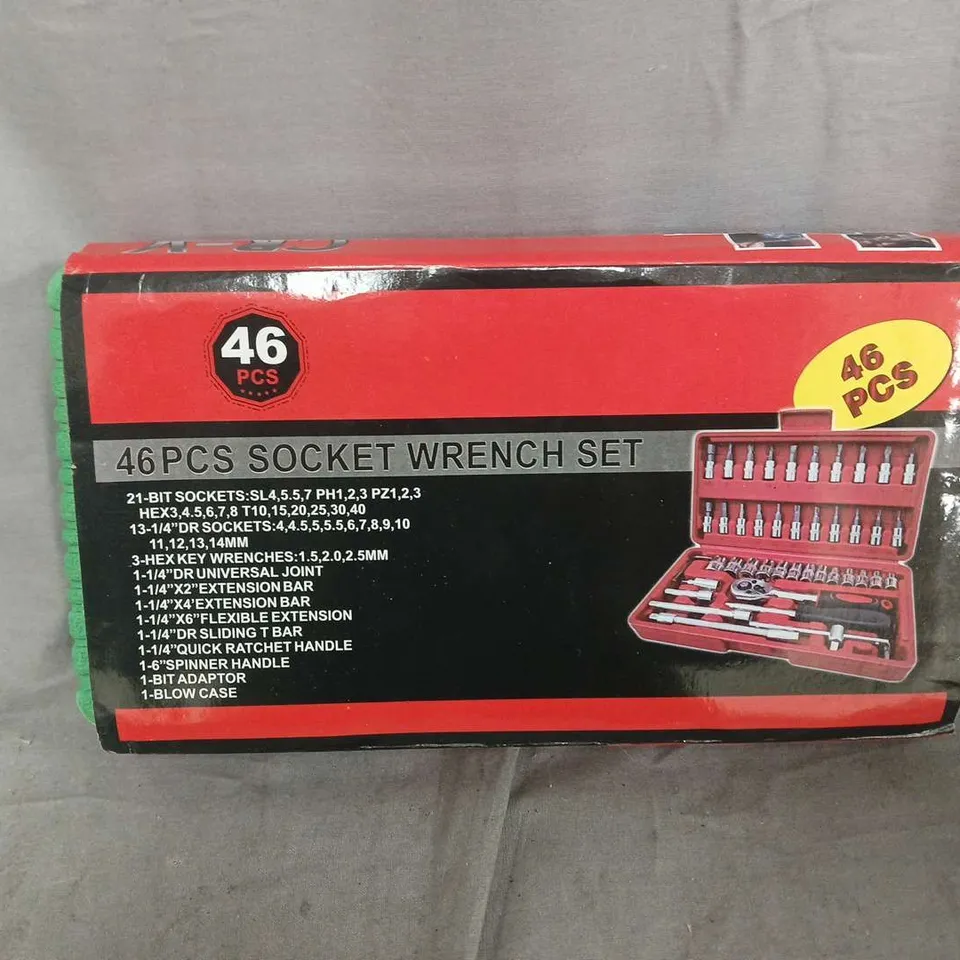 CR-V
46
PCS
46
PCS
46 PCS SOCKET WRENCH SET
21-BIT SOCKETS:SL4,5.5,7 PH1,2,3 PZ1,2,3
HEX3,4.5,6,7,8 T10,15,20,25,30,40
13-1/4”DR SOCKETS:4,4.5,5,5.5,6,7,8,9,10
11,12,13,14MM
3-HEX KEY WRENCHES:1.5,2.0,2.5MM
1-1/4”DR UNIVERSAL JOINT
1-1/4”X2”EXTENSION BAR
1-1/4”X4’EXTENSION BAR
1-1/4”X6”FLEXIBLE EXTENSION
1-1/4”DR SLIDING T BAR
1-1/4”QUICK RATCHET HANDLE
1-6”SPINNER HANDLE
1-BIT ADAPTOR
1-BLOW CASE